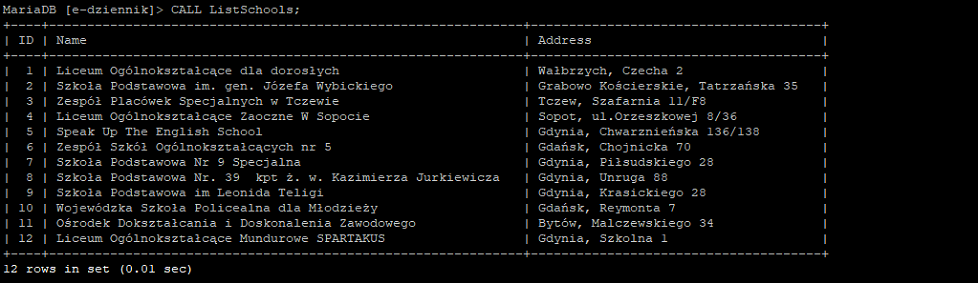 MariaDB [e-dziennik]> CALL ListSchools;
+----+--------------------------------------------------------------+------------------------------------+
| ID | Name | Address |
+----+--------------------------------------------------------------+------------------------------------+
| 1 | Liceum Ogólnokształcące dla dorosłych | Wałbrzych, Czecha 2 |
| 2 | Szkoła Podstawowa im. gen. Józefa Wybickiego | Grabowo Kościerskie, Tatrzańska 35 |
| 3 | Zespół Placówek Specjalnych w Tczewie | Tczew, Szafarnia 11/F8 |
| 4 | Liceum Ogólnokształcące Zaoczne W Sopocie | Sopot, ul.Orzeszkowej 8/36 |
| 5 | Speak Up The English School | Gdynia, Chwarznieńska 136/138 |
| 6 | Zespół Szkół Ogólnokształcących nr 5 | Gdańsk, Chojnicka 70 |
| 7 | Szkoła Podstawowa Nr 9 Specjalna | Gdynia, Piłsudskiego 28 |
| 8 | Szkoła Podstawowa Nr. 39  kpt ż. w. Kazimierza Jurkiewicza | Gdynia, Unruga 88 |
| 9 | Szkoła Podstawowa im Leonida Teligi | Gdynia, Krasickiego 28 |
| 10 | Wojewódzka Szkoła Policealna dla Młodzieży | Gdańsk, Reymonta 7 |
| 11 | Ośrodek Dokształcania i Doskonalenia Zawodowego | Bytów, Malczewskiego 34 |
| 12 | Liceum Ogólnokształcące Mundurowe SPARTAKUS | Gdynia, Szkolna 1 |
+----+--------------------------------------------------------------+------------------------------------+
12 rows in set (0.01 sec)